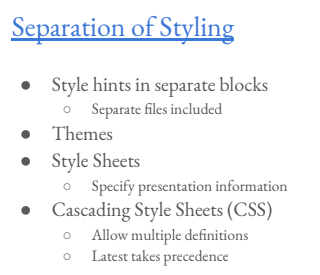 Separation of Styling
● Style hints in separate blocks
○ Separate files included
● Themes
● Style Sheets
○ Specify presentation information
● Cascading Style Sheets (CSS)
○ Allow multiple definitions
○ Latest takes precedence